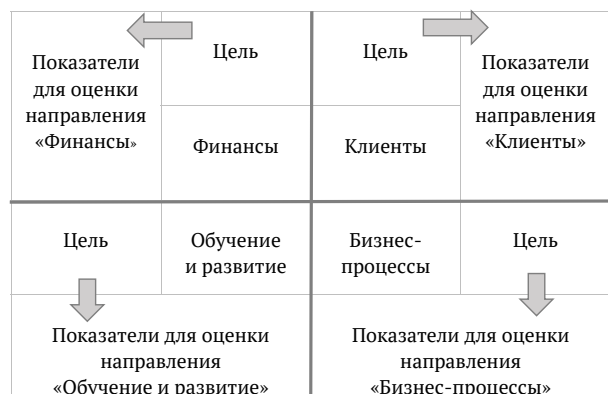 Показатели
для оценки
направления
«Финансы»
Цель
Финансы
Цель
Клиенты
Показатели
для оценки
направления
«Клиенты»
Цель
Обучение
и развитие
Бизнес-
процессы
Цель
Показатели для оценки
направления
«Обучение и развитие»
Показатели для оценки
направления
«Бизнес-процессы»